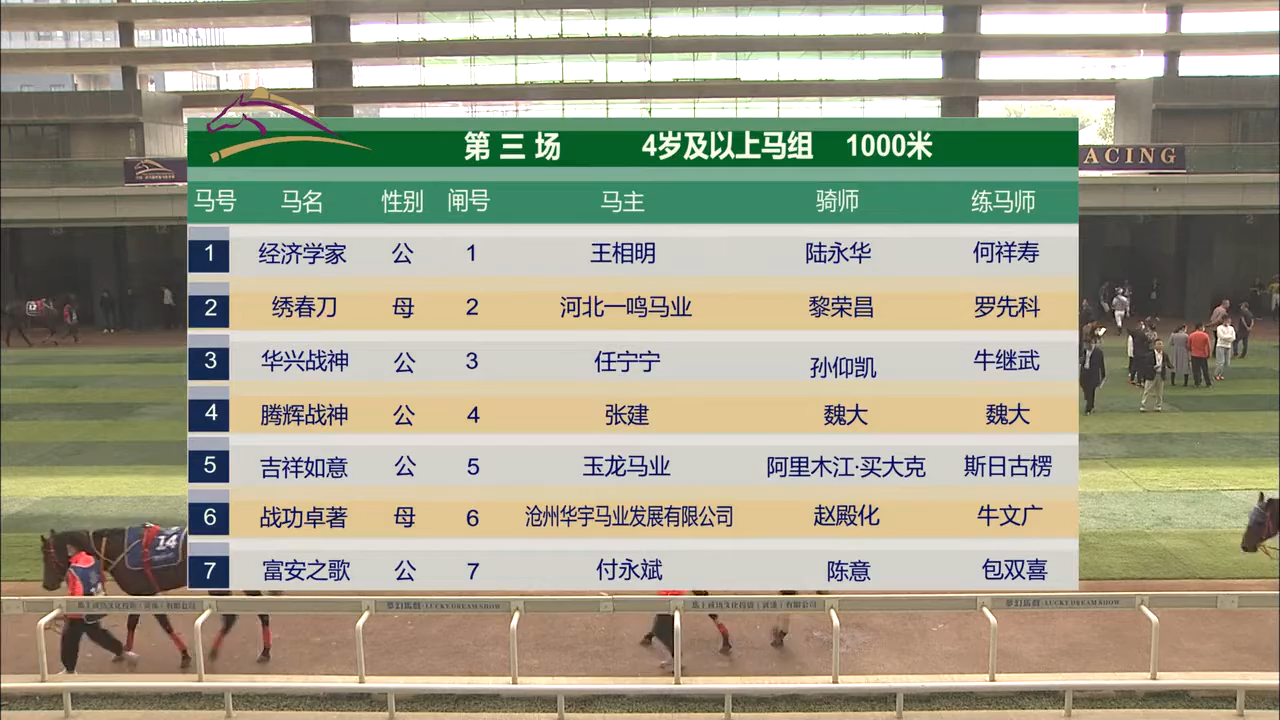 第三场 4岁及以上马组 1000米
ACING
马号 马名 性别 闸号 马主 骑师 练马师
1 经济学家 公 1 王相明 陆永华 何祥寿
2 绣春刀 母 2 河北一鸣马业 黎荣昌 罗先科
3 华兴战神 公 3 任宁宁 孙仰凯 牛继武
4 腾辉战神 公 4 张建 魏大 魏大
5 吉祥如意 公 5 玉龙马业 阿里木江·买大克 斯日古楞
6 战功卓著 母 6 沧州华宇马业发展有限公司 赵殿化 牛文广
7 富安之歌 公 7 付永斌 陈意 包双喜
14
LUCKY DREAM SHOW
LUCKY DREAM SHOW